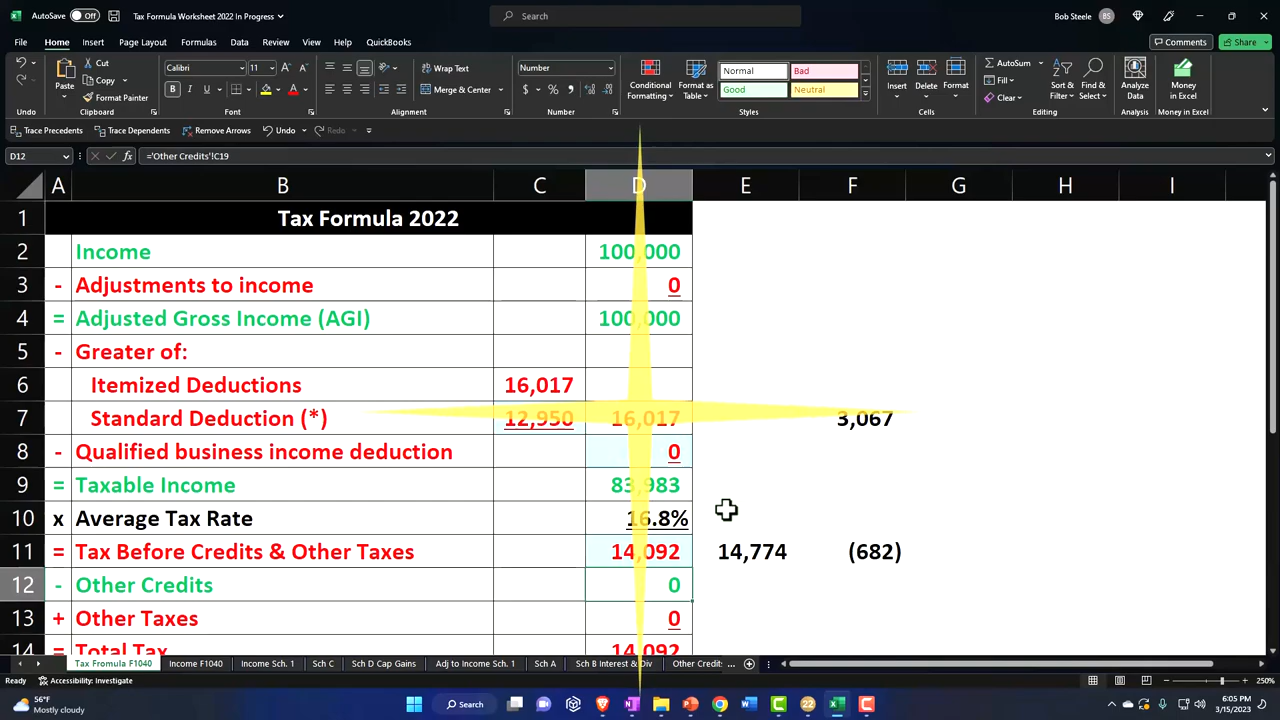 AutoSave Off Tax Formula Worksheet 2022 In Progress Search Bob Steele BS
File Home Insert Draw Page Layout Formulas Data Review View Help QuickBooks Comments Share
Cut Calibri 11 Wrap Text Number Normal Bad AutoSum
Copy Fill
Paste Format Painter B I U Merge & Center $ % Conditional Formatting Format as Table Good Neutral Insert Delete Format Clear Sort & Filter Find & Select Analyze Data Money in Excel
Undo Clipboard Font Alignment Number Styles Cells Editing Analysis Money in Excel
Trace Precedents Trace Dependents Remove Arrows Undo Redo
D12 fx ='Other Credits'!C19
A B C D E F G H I
1 Tax Formula 2022
2 Income 100,000
3 - Adjustments to income 0
4 = Adjusted Gross Income (AGI) 100,000
5 - Greater of:
6 Itemized Deductions 16,017
7 Standard Deduction (*) 12,950 16,017 3,067
8 - Qualified business income deduction 0
9 = Taxable Income 83,983
10 x Average Tax Rate 16.8%
11 = Tax Before Credits & Other Taxes 14,092 14,774 (682)
12 - Other Credits 0
13 + Other Taxes 0
14 = Total Tax 14,092
Tax Fromula F1040 Income F1040 Income Sch. 1 Sch C Sch D Cap Gains Adj to Income Sch. 1 Sch A Sch B Interest & Div Other Credit ...
Ready Accessibility: Investigate 250%
56°F Search 6:05 PM
Mostly cloudy 3/15/2023